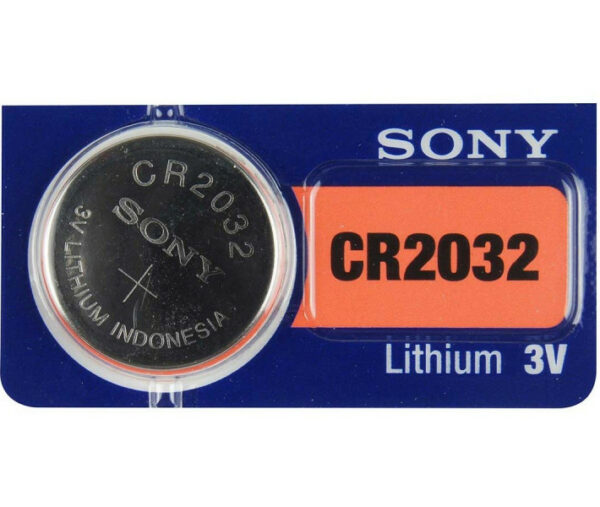 CR2032
SONY
3V LITHIUM INDONESIA
SONY
CR2032
Lithium 3V